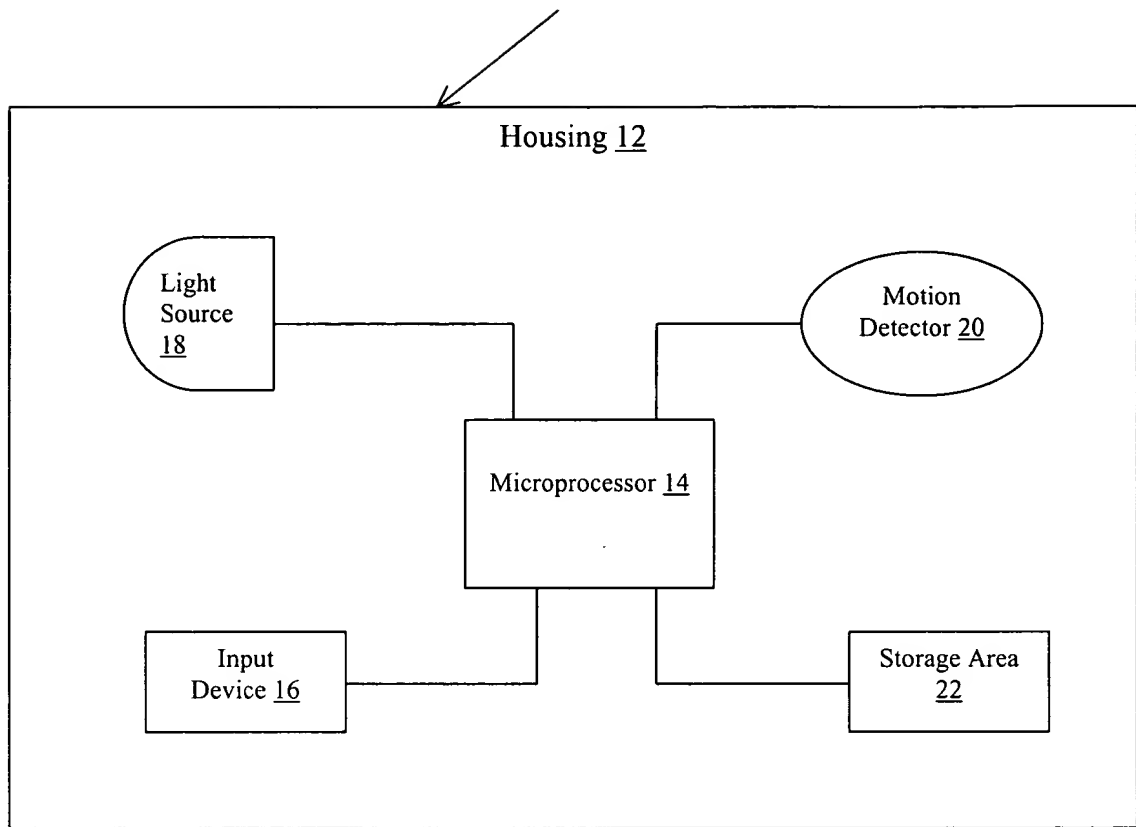 Housing 12
Light
Source
18
Motion
Detector 20
Microprocessor 14
Input
Device 16
Storage Area
22